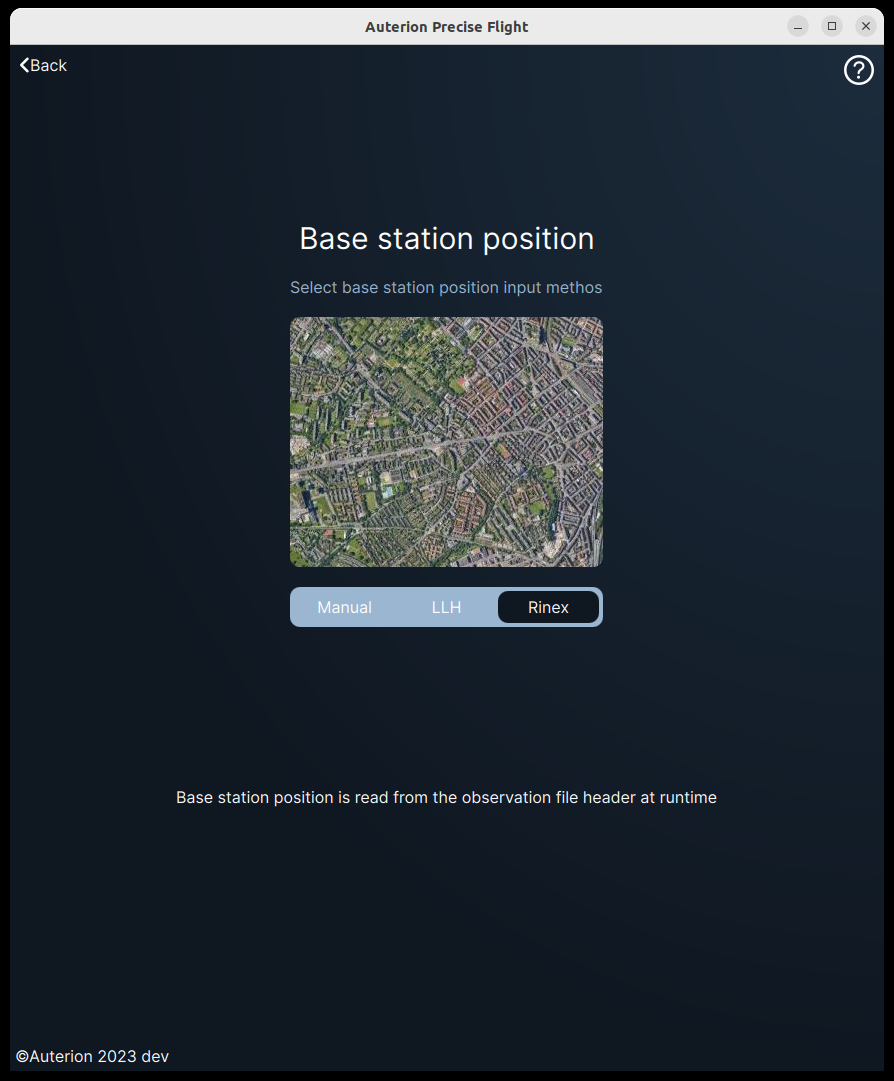 Auterion Precise Flight
Back
Base station position
Select base station position input methos
Manual LLH Rinex
Base station position is read from the observation file header at runtime
©Auterion 2023 dev